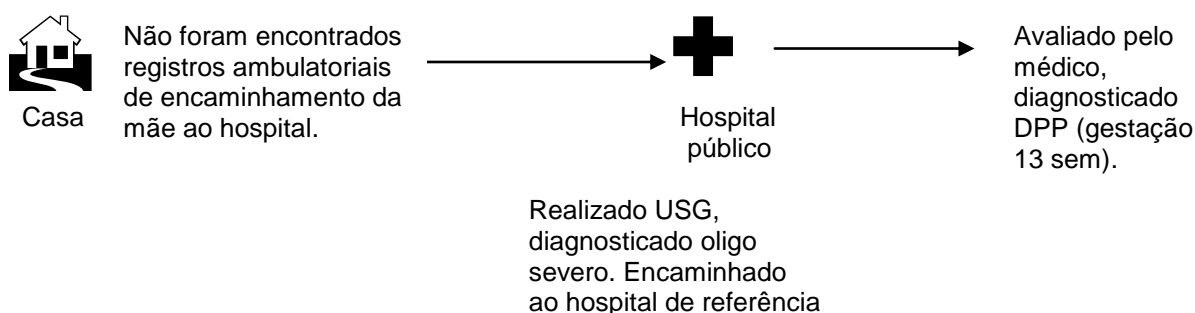 Casa
Não foram encontrados
registros ambulatoriais
de encaminhamento da
mãe ao hospital.
Hospital
público
Avaliado pelo
médico,
diagnosticado
DPP (gestação
13 sem).
Realizado USG,
diagnosticado oligo
severo. Encaminhado
ao hospital de referência